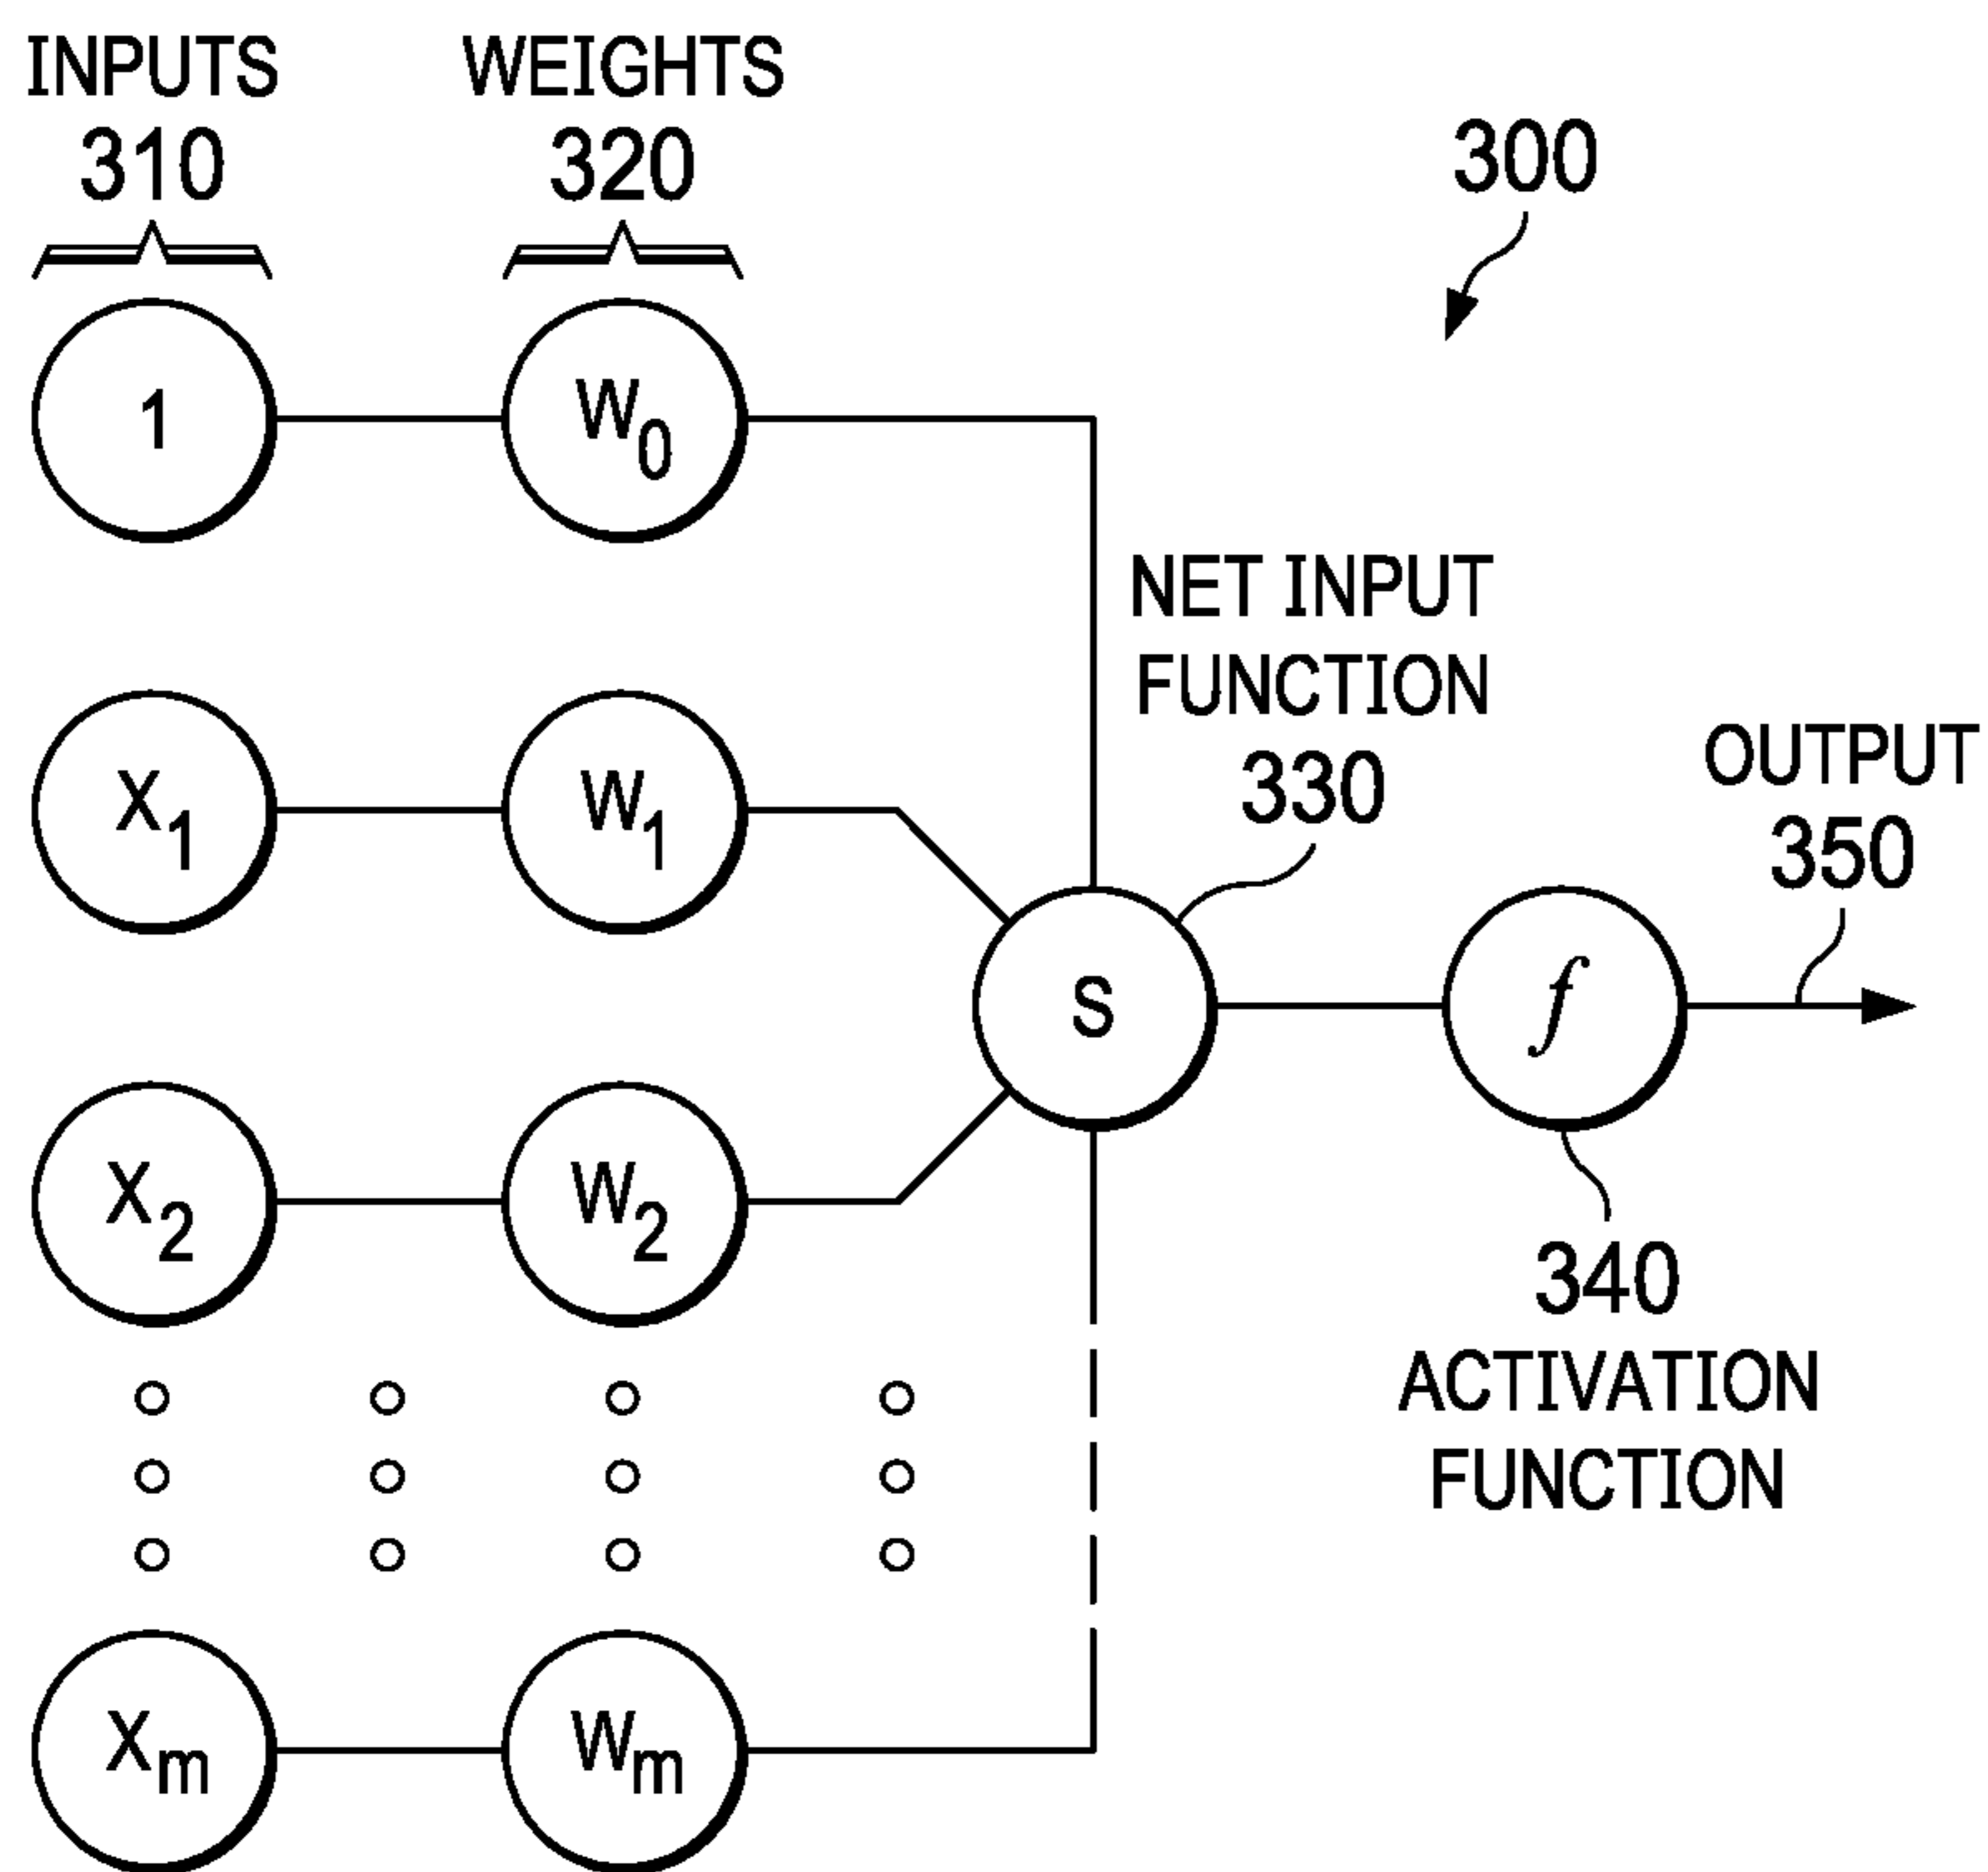 INPUTS
310
WEIGHTS
320
300
1
W0
NET INPUT
FUNCTION
330
OUTPUT
350
X1
W1
S
f
X2
W2
340
ACTIVATION
FUNCTION
Xm
Wm